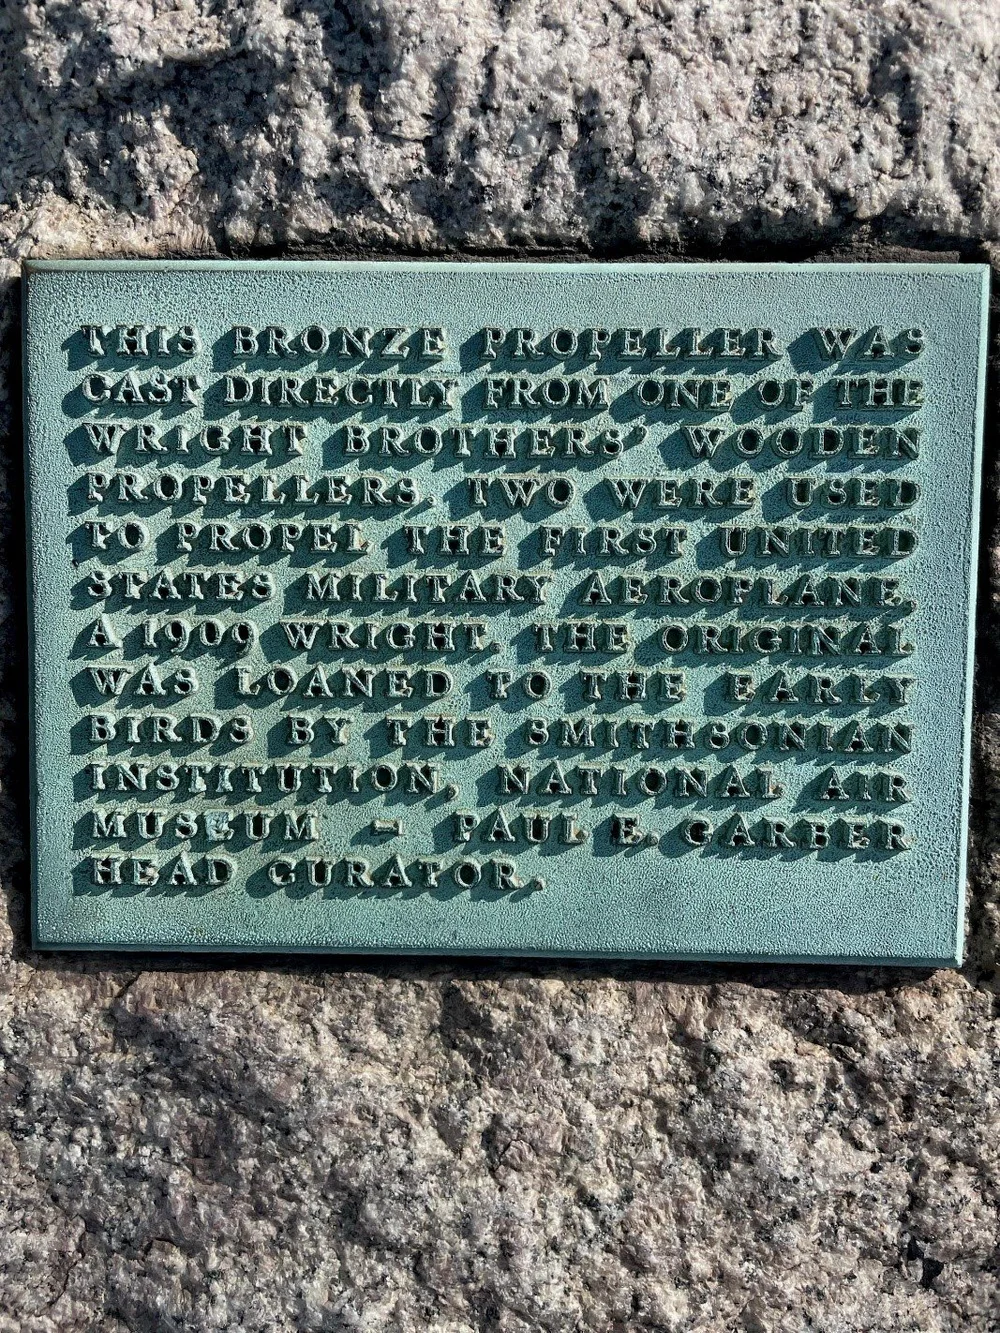 THIS BRONZE PROPELLER WAS
CAST DIRECTLY FROM ONE OF THE
WRIGHT BROTHERS' WOODEN
PROPELLERS. TWO WERE USED
TO PROPEL THE FIRST UNITED
STATES MILITARY AEROPLANE,
A 1909 WRIGHT. THE ORIGINAL
WAS LOANED TO THE EARLY
BIRDS BY THE SMITHSONIAN
INSTITUTION, NATIONAL AIR
MUSEUM - PAUL E. GARBER
HEAD CURATOR.